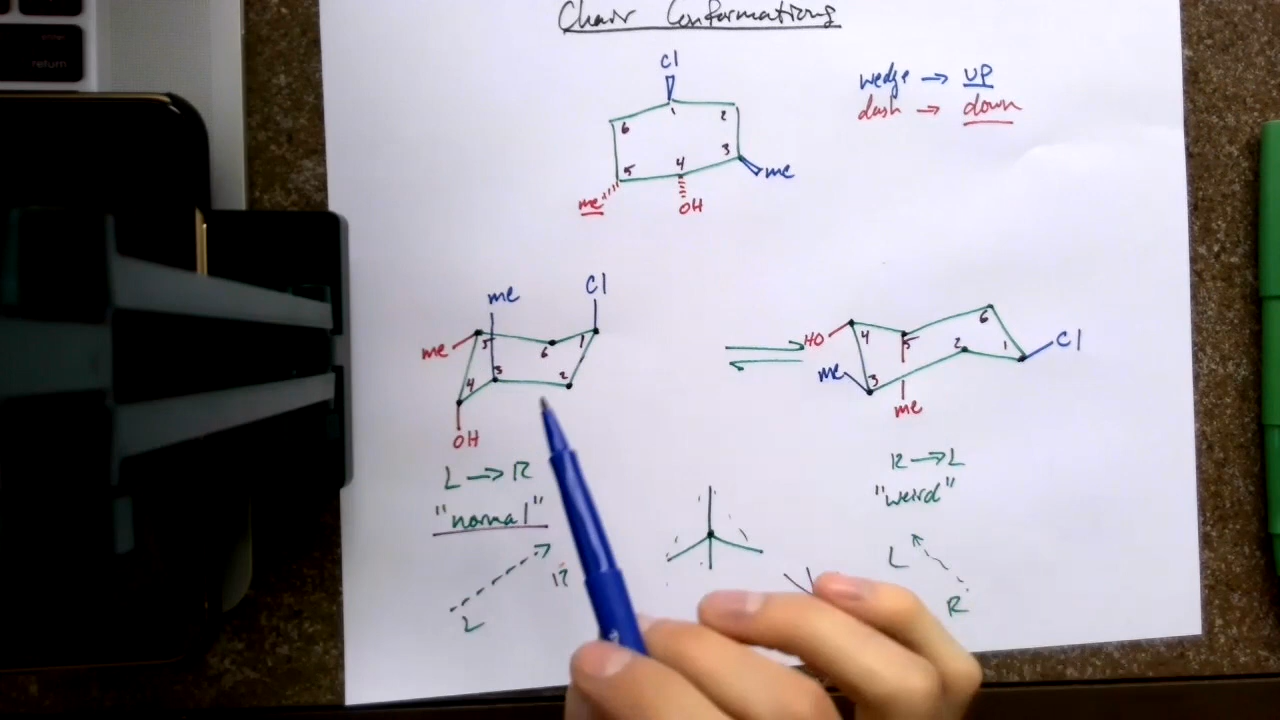 Chair Conformations
Cl
wedge → UP
dash → down
1
2
6
3
4
5
me
me
OH
me
Cl
me
5
6
1
3
2
4
OH
HO
4
5
6
2
1
Cl
me
3
me
L → R
"normal"
R → L
"weird"
L
R
L
R
return